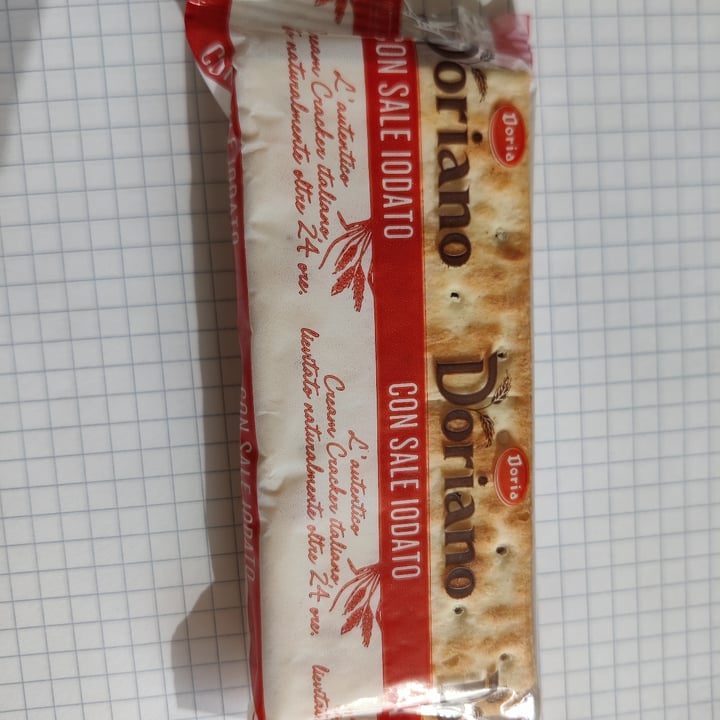 Doria
Doriano
CON SALE IODATO
L'autentico
Cream Cracker italiano,
lievitato naturalmente oltre 24 ore.
Doria
Doriano
CON SALE IODATO
L'autentico
Cream Cracker italiano,
lievitato naturalmente oltre 24 ore.
CON SALE IODATO